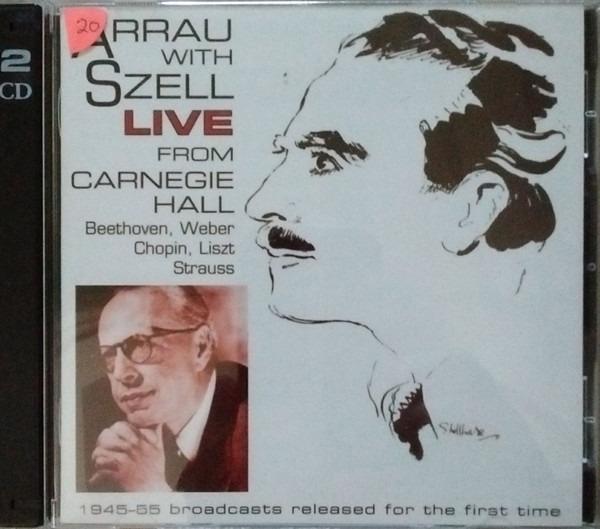 20
ARRAU
WITH
SZELL
LIVE
FROM
CARNEGIE
HALL
Beethoven, Weber
Chopin, Liszt
Strauss
2
CD
1945-55 broadcasts released for the first time